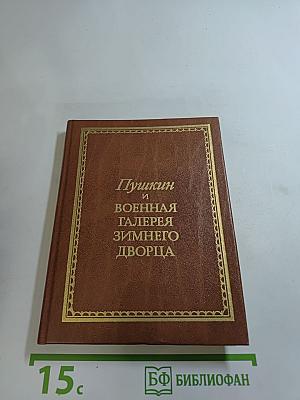 Пушкин
и
ВОЕННАЯ
ГАЛЕРЕЯ
ЗИМНЕГО
ДВОРЦА
15с
БФ БИБЛИОФАН